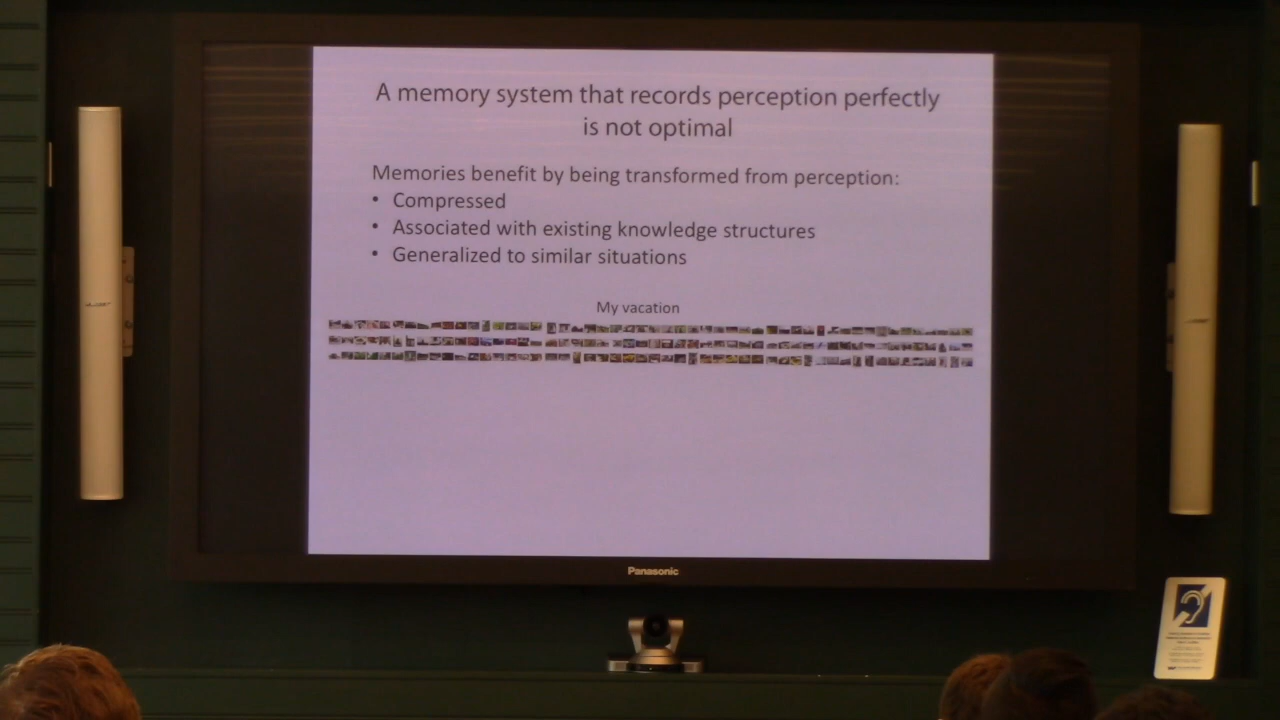 A memory system that records perception perfectly
is not optimal
Memories benefit by being transformed from perception:
• Compressed
• Associated with existing knowledge structures
• Generalized to similar situations
My vacation
Panasonic